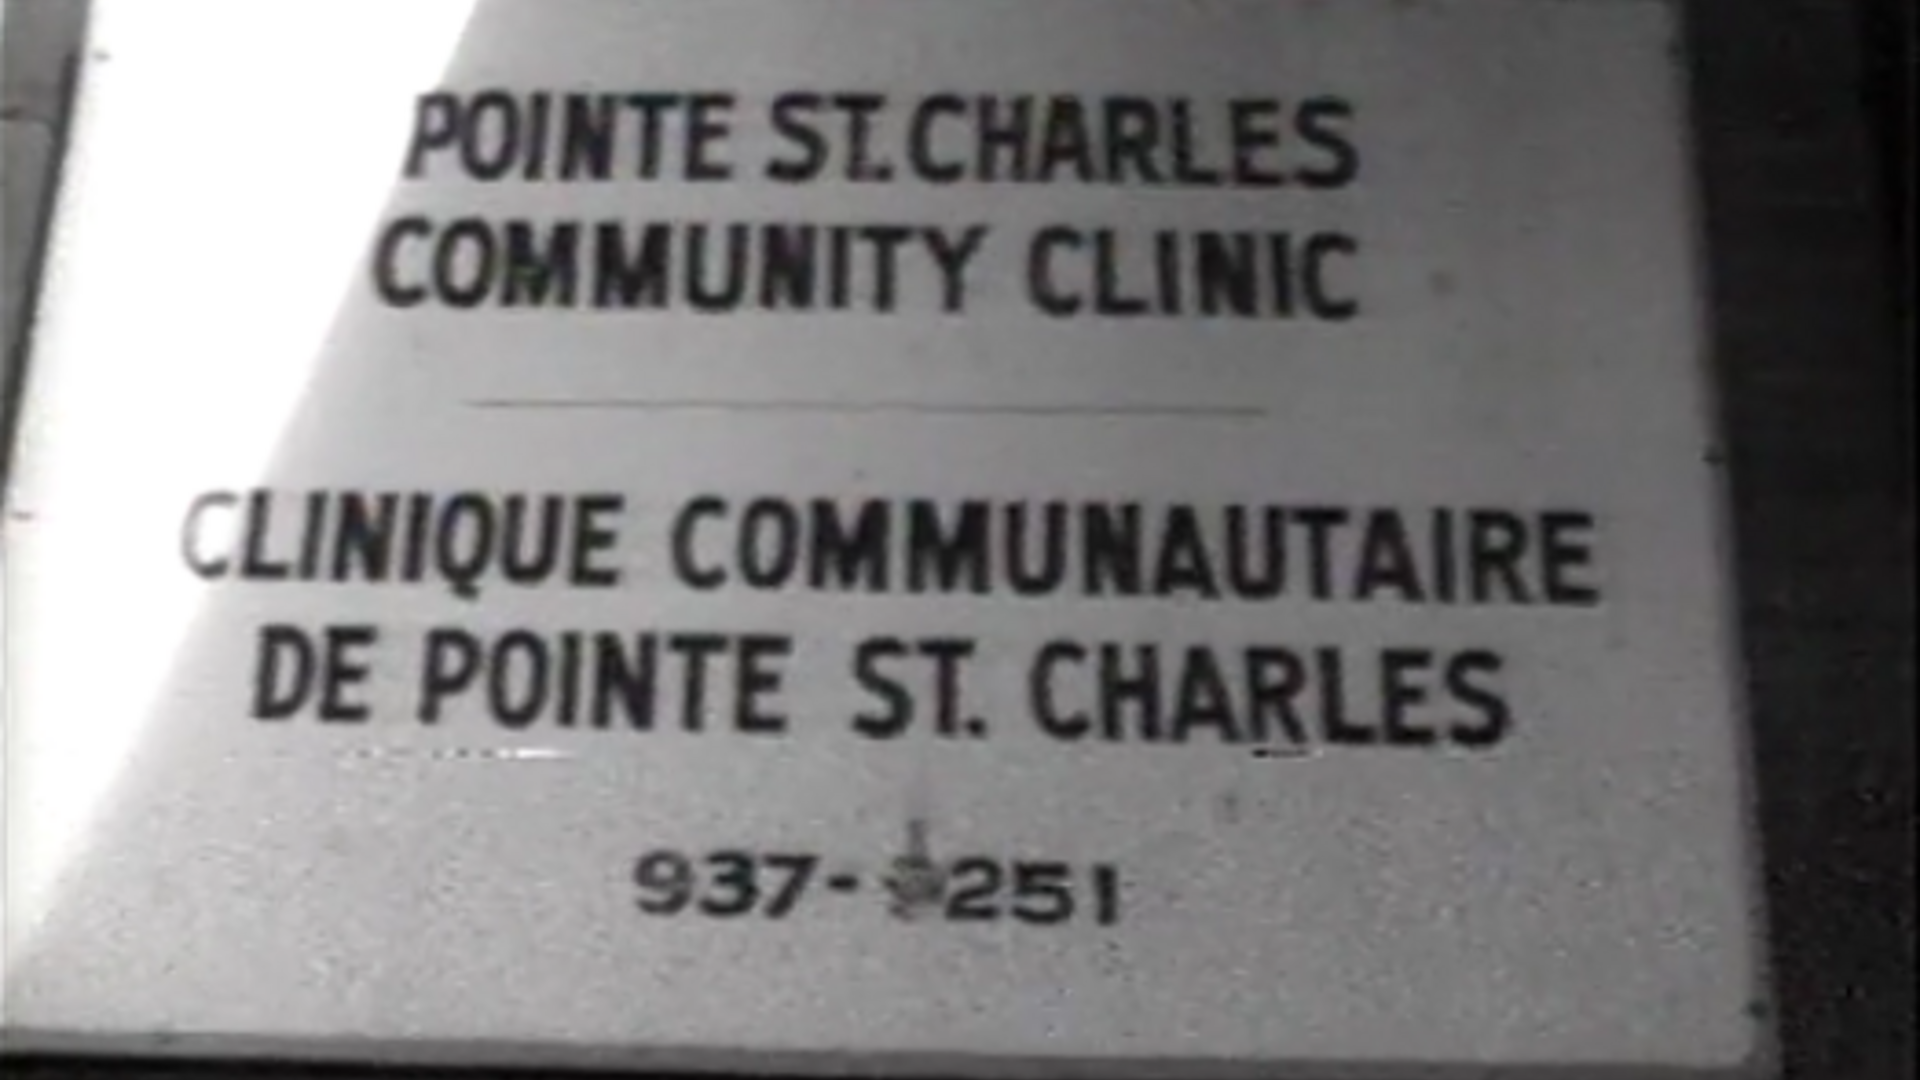 POINTE ST. CHARLES
COMMUNITY CLINIC
CLINIQUE COMMUNAUTAIRE
DE POINTE ST. CHARLES